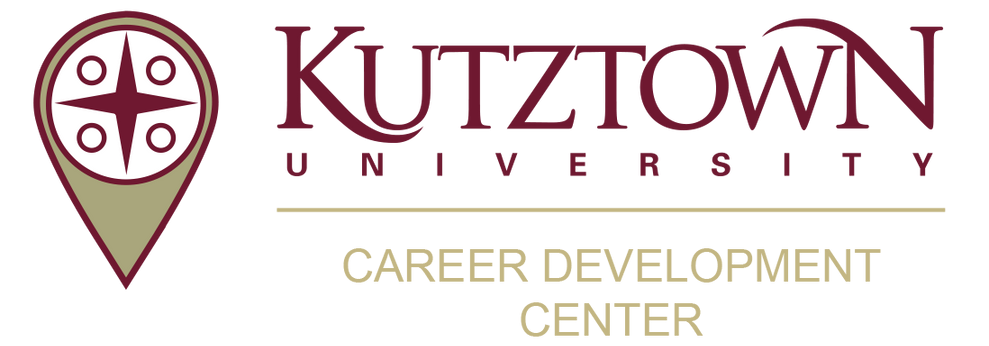 KUTZTOWN
UNIVERSITY
CAREER DEVELOPMENT
CENTER